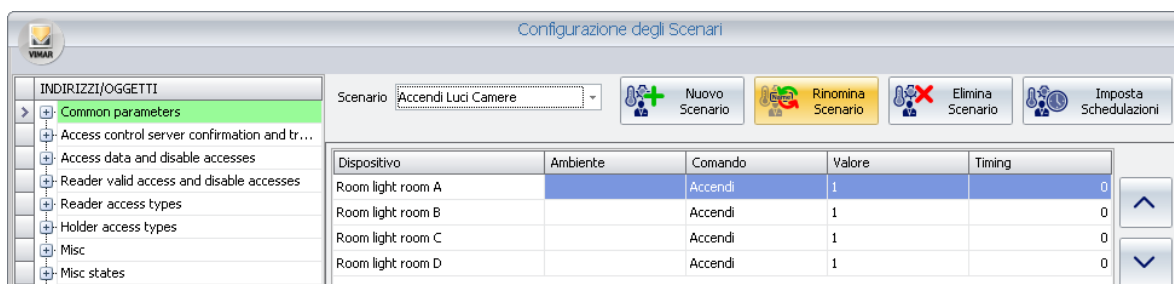 Configurazione degli Scenari
VIMAR
INDIRIZZI/OGGETTI
Common parameters
Access control server confirmation and tr...
Access data and disable accesses
Reader valid access and disable accesses
Reader access types
Holder access types
Misc
Misc states
Scenario Accendi Luci Camere
Nuovo
Scenario
Rinomina
Scenario
Elimina
Scenario
Imposta
Schedulazioni
Dispositivo Ambiente Comando Valore Timing
Room light room A Accendi 1 0
Room light room B Accendi 1 0
Room light room C Accendi 1 0
Room light room D Accendi 1 0